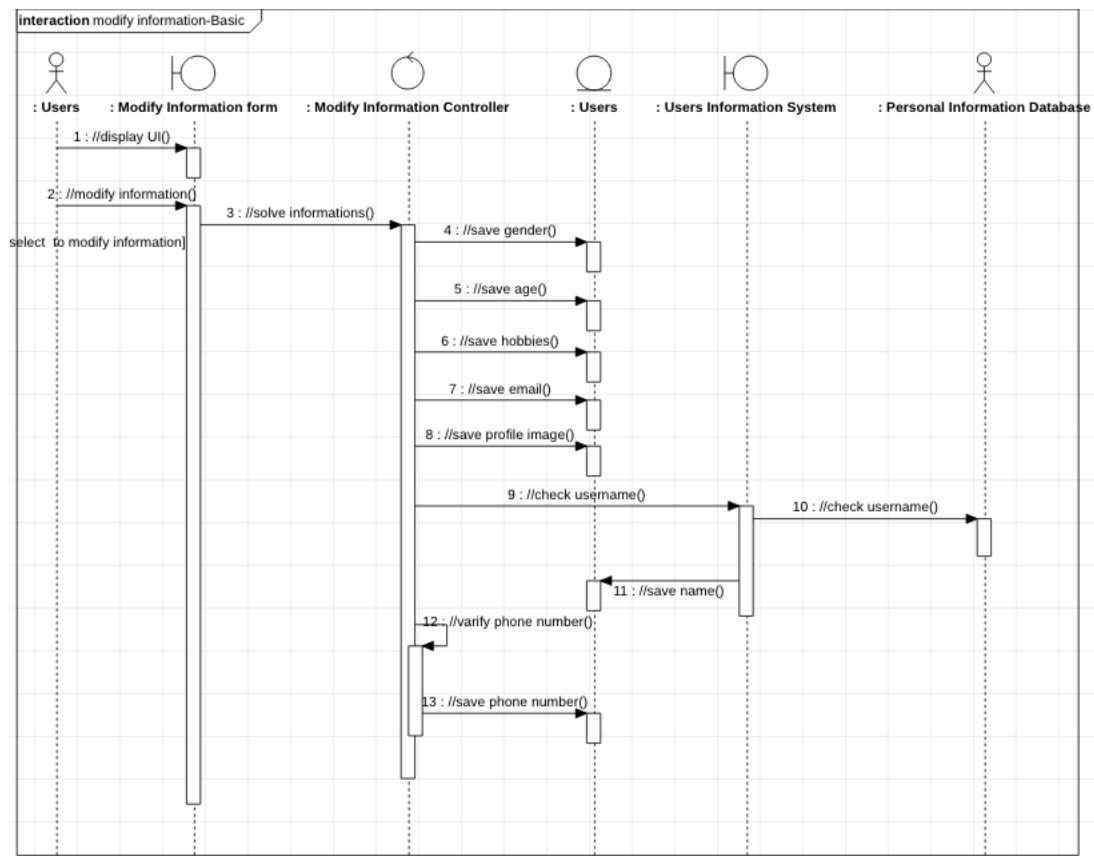 interaction modify information-Basic
: Users
: Modify Information form
: Modify Information Controller
: Users
: Users Information System
: Personal Information Database
1 : //display UI()
2 : //modify information()
3 : //solve informations()
select to modify information]
4 : //save gender()
5 : //save age()
6 : //save hobbies()
7 : //save email()
8 : //save profile image()
9 : //check username()
10 : //check username()
11 : //save name()
12 : //varify phone number()
13 : //save phone number()